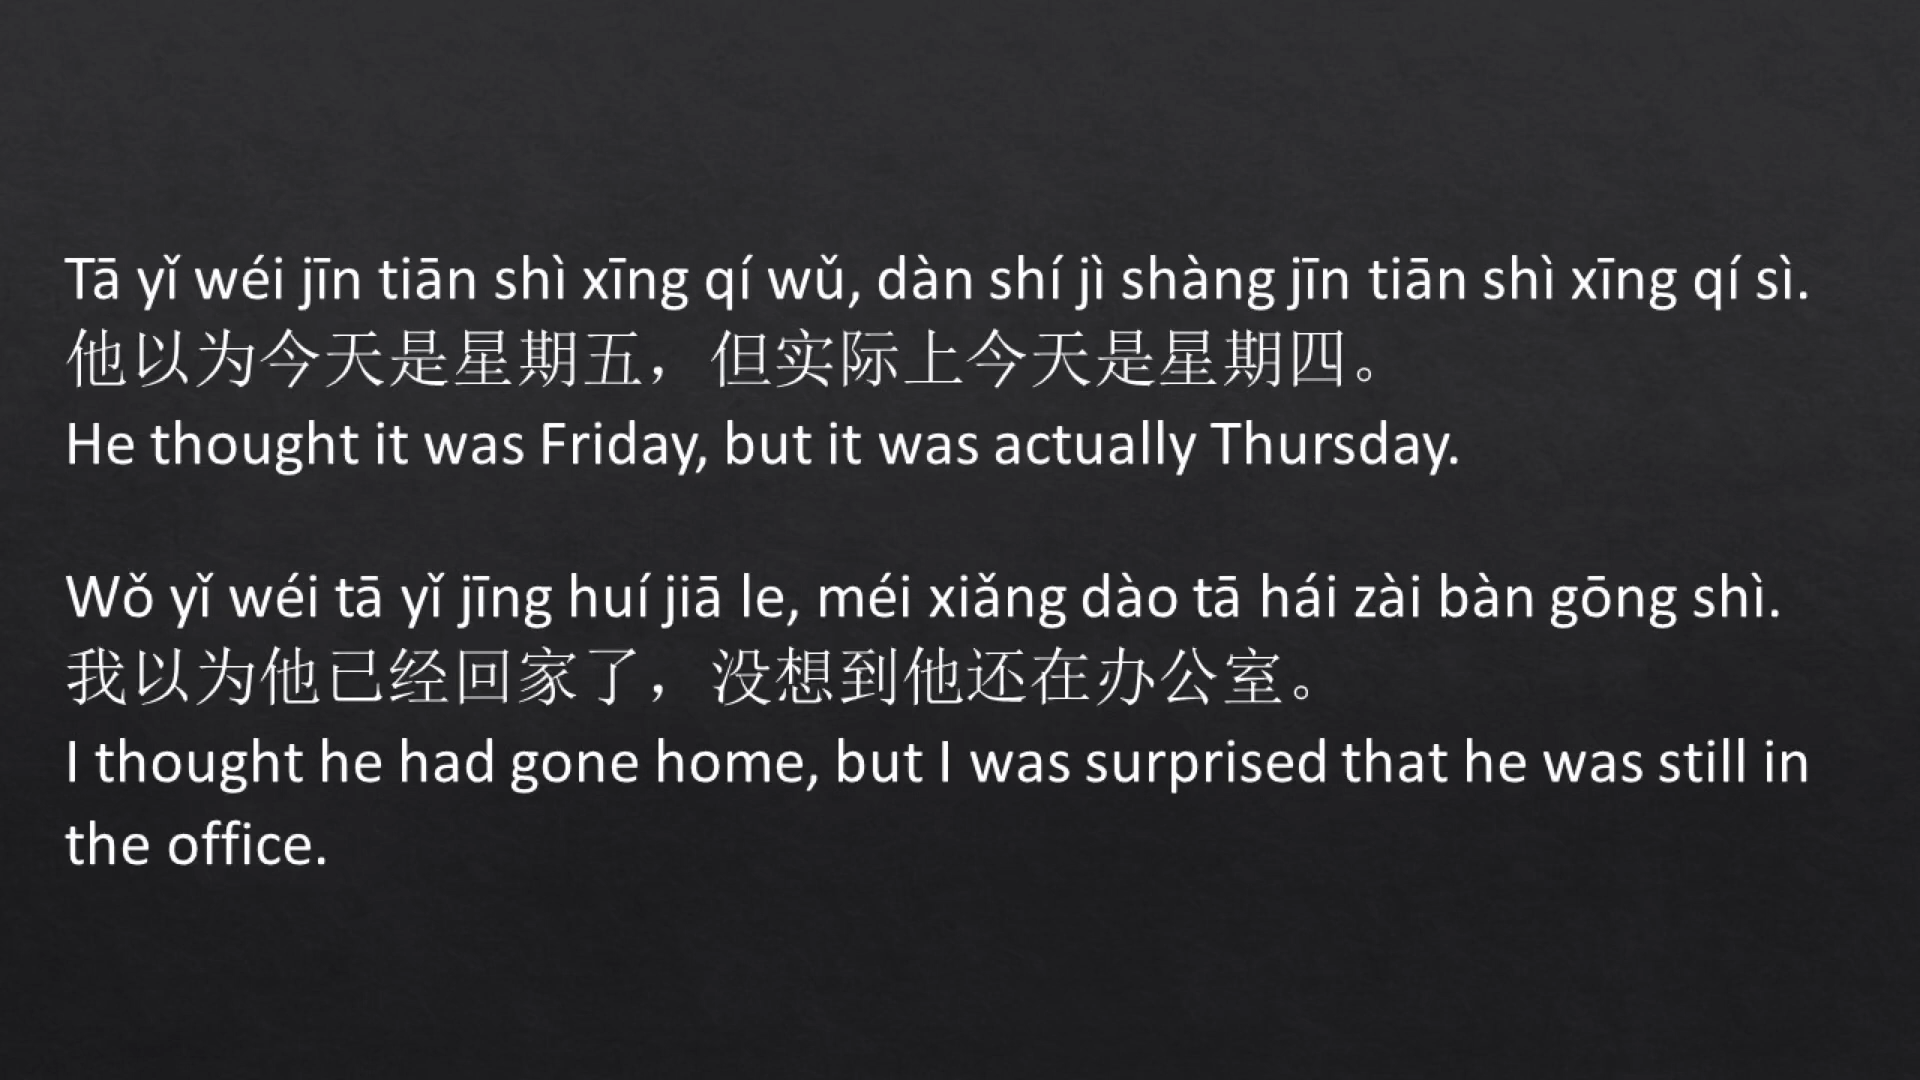 Tā yǐ wéi jīn tiān shì xīng qí wǔ, dàn shí jì shàng jīn tiān shì xīng qí sì.
他以为今天是星期五，但实际上今天是星期四。
He thought it was Friday, but it was actually Thursday.
Wǒ yǐ wéi tā yǐ jīng huí jiā le, méi xiǎng dào tā hái zài bàn gōng shì.
我以为他已经回家了，没想到他还在办公室。
I thought he had gone home, but I was surprised that he was still in
the office.